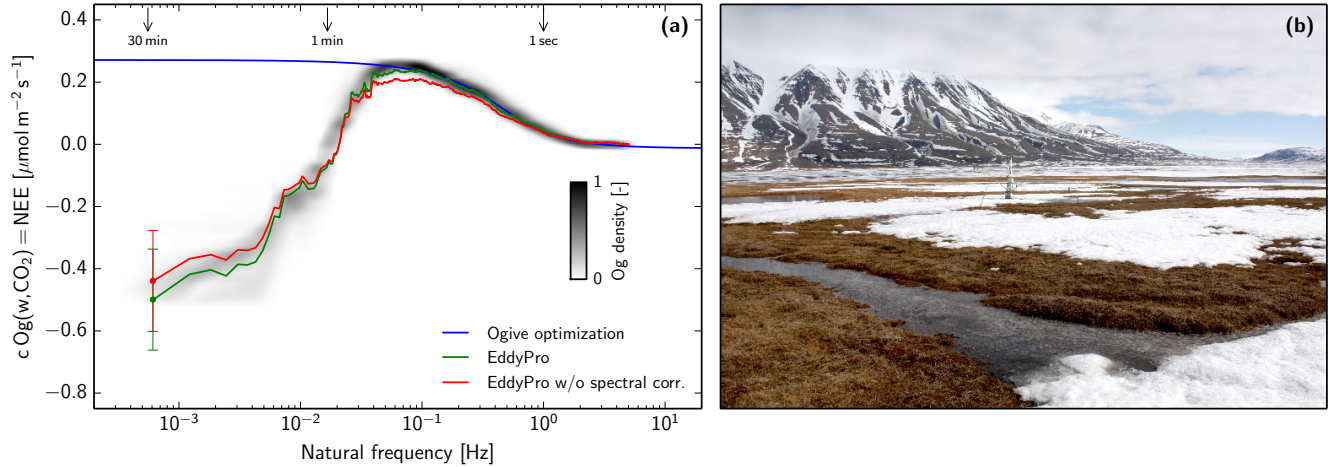 (a)
(b)
30 min
1 min
1 sec
0.4
0.2
0.0
−0.2
−0.4
−0.6
−0.8
c Og(w,CO₂) = NEE [μmol m⁻² s⁻¹]
1
0
Og density [-]
Ogive optimization
EddyPro
EddyPro w/o spectral corr.
10⁻³
10⁻²
10⁻¹
10⁰
10¹
Natural frequency [Hz]